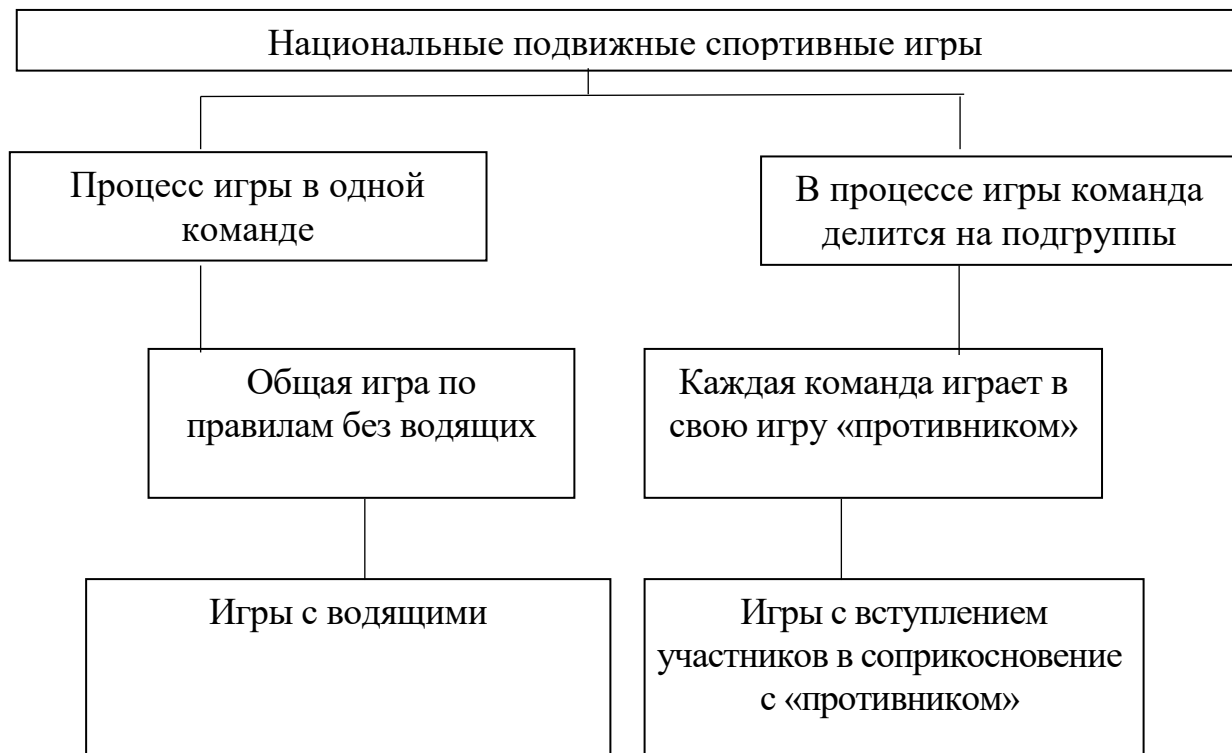 Национальные подвижные спортивные игры
Процесс игры в одной
команде
В процессе игры команда
делится на подгруппы
Общая игра по
правилам без водящих
Каждая команда играет в
свою игру «противником»
Игры с водящими
Игры с вступлением
участников в соприкосновение
с «противником»